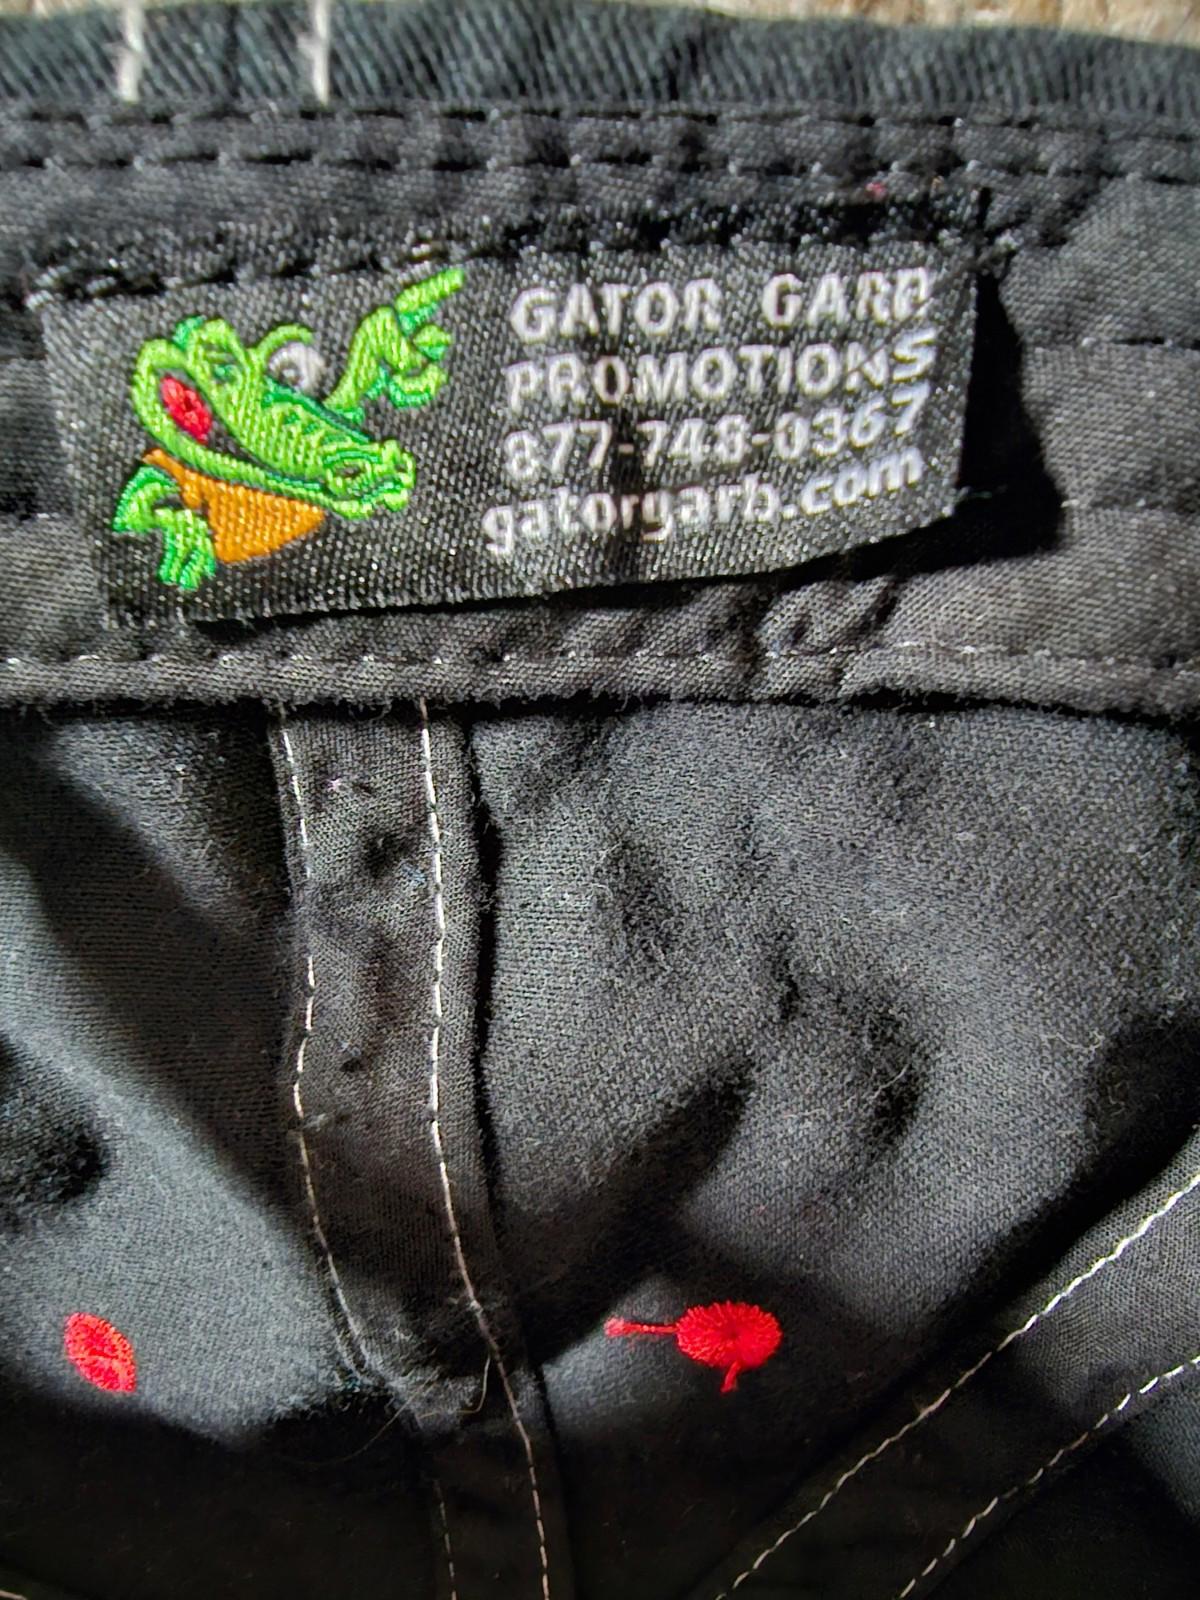 GATOR GARB
PROMOTIONS
877-748-0367
gatorgarb.com